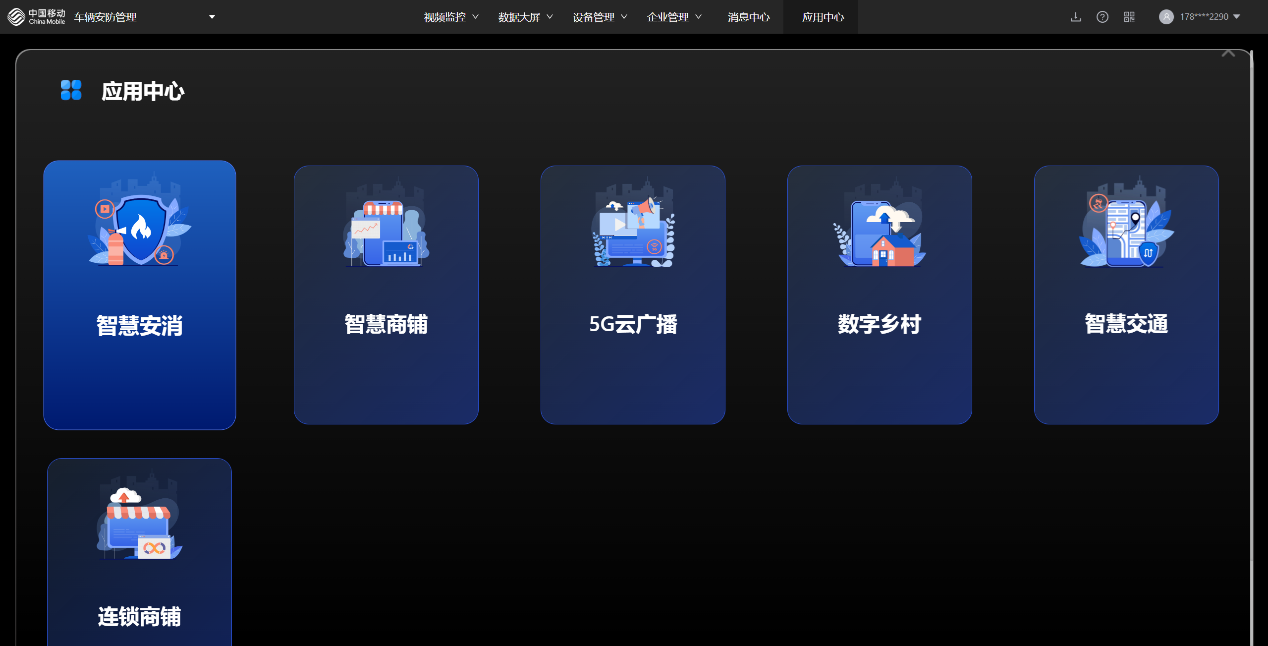 中国移动
China Mobile
车辆安防管理
视频监控
数据大屏
设备管理
企业管理
消息中心
应用中心
178****2290
应用中心
智慧安消
智慧商铺
5G云广播
数字乡村
智慧交通
连锁商铺